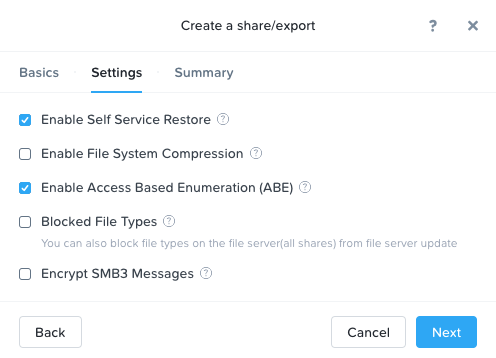 Create a share/export
?
Basics
Settings
Summary
Enable Self Service Restore ?
Enable File System Compression ?
Enable Access Based Enumeration (ABE) ?
Blocked File Types ?
You can also block file types on the file server(all shares) from file server update
Encrypt SMB3 Messages ?
Back
Cancel
Next